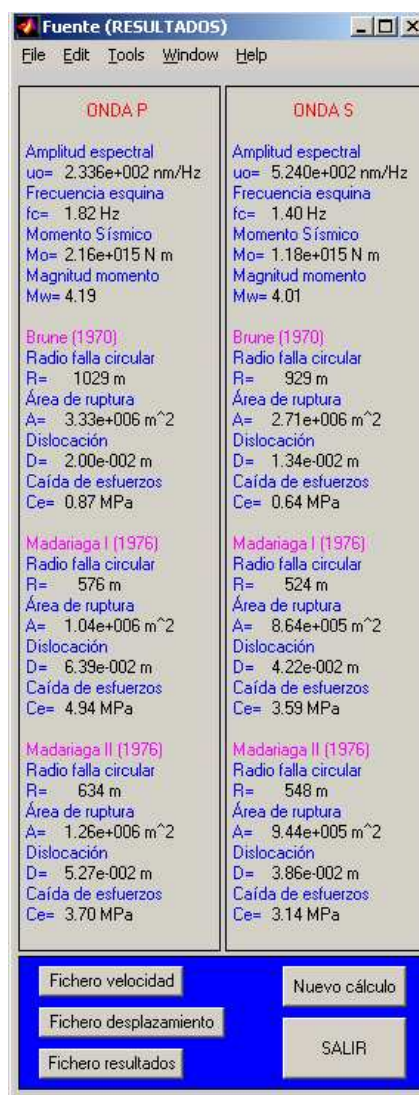 Fuente (RESULTADOS)
File Edit Tools Window Help
ONDA P
Amplitud espectral
uo= 2.336e+002 nm/Hz
Frecuencia esquina
fc= 1.82 Hz
Momento Sísmico
Mo= 2.16e+015 N m
Magnitud momento
Mw= 4.19
Brune (1970)
Radio falla circular
R= 1029 m
Área de ruptura
A= 3.33e+006 m^2
Dislocación
D= 2.00e-002 m
Caída de esfuerzos
Ce= 0.87 MPa
Madariaga I (1976)
Radio falla circular
R= 576 m
Área de ruptura
A= 1.04e+006 m^2
Dislocación
D= 6.39e-002 m
Caída de esfuerzos
Ce= 4.94 MPa
Madariaga II (1976)
Radio falla circular
R= 634 m
Área de ruptura
A= 1.26e+006 m^2
Dislocación
D= 5.27e-002 m
Caída de esfuerzos
Ce= 3.70 MPa
ONDA S
Amplitud espectral
uo= 5.240e+002 nm/Hz
Frecuencia esquina
fc= 1.40 Hz
Momento Sísmico
Mo= 1.18e+015 N m
Magnitud momento
Mw= 4.01
Brune (1970)
Radio falla circular
R= 929 m
Área de ruptura
A= 2.71e+006 m^2
Dislocación
D= 1.34e-002 m
Caída de esfuerzos
Ce= 0.64 MPa
Madariaga I (1976)
Radio falla circular
R= 524 m
Área de ruptura
A= 8.64e+005 m^2
Dislocación
D= 4.22e-002 m
Caída de esfuerzos
Ce= 3.59 MPa
Madariaga II (1976)
Radio falla circular
R= 548 m
Área de ruptura
A= 9.44e+005 m^2
Dislocación
D= 3.86e-002 m
Caída de esfuerzos
Ce= 3.14 MPa
Fichero velocidad
Fichero desplazamiento
Fichero resultados
Nuevo cálculo
SALIR